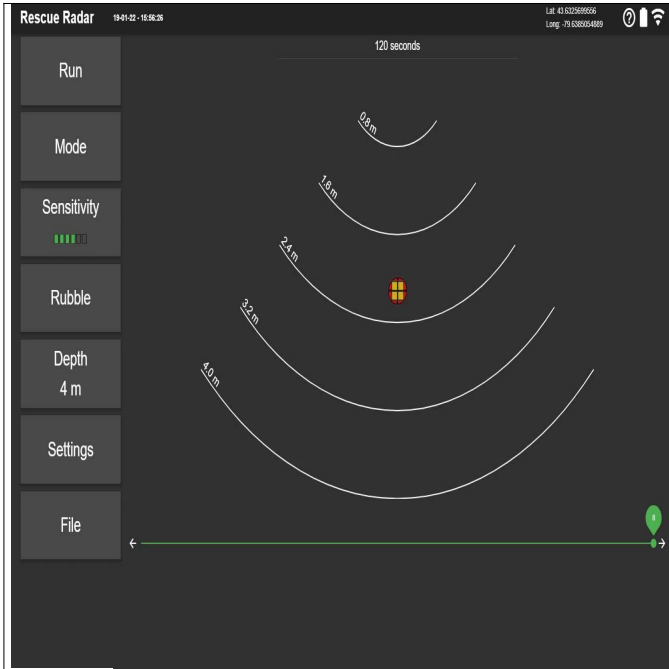 Rescue Radar 19-01-22 - 15:56:26
Lat: 43.6325699556
Long: -79.6385054889
120 seconds
Run
Mode
Sensitivity
Rubble
Depth
4 m
Settings
File
0.8 m
1.6 m
2.4 m
3.2 m
4.0 m